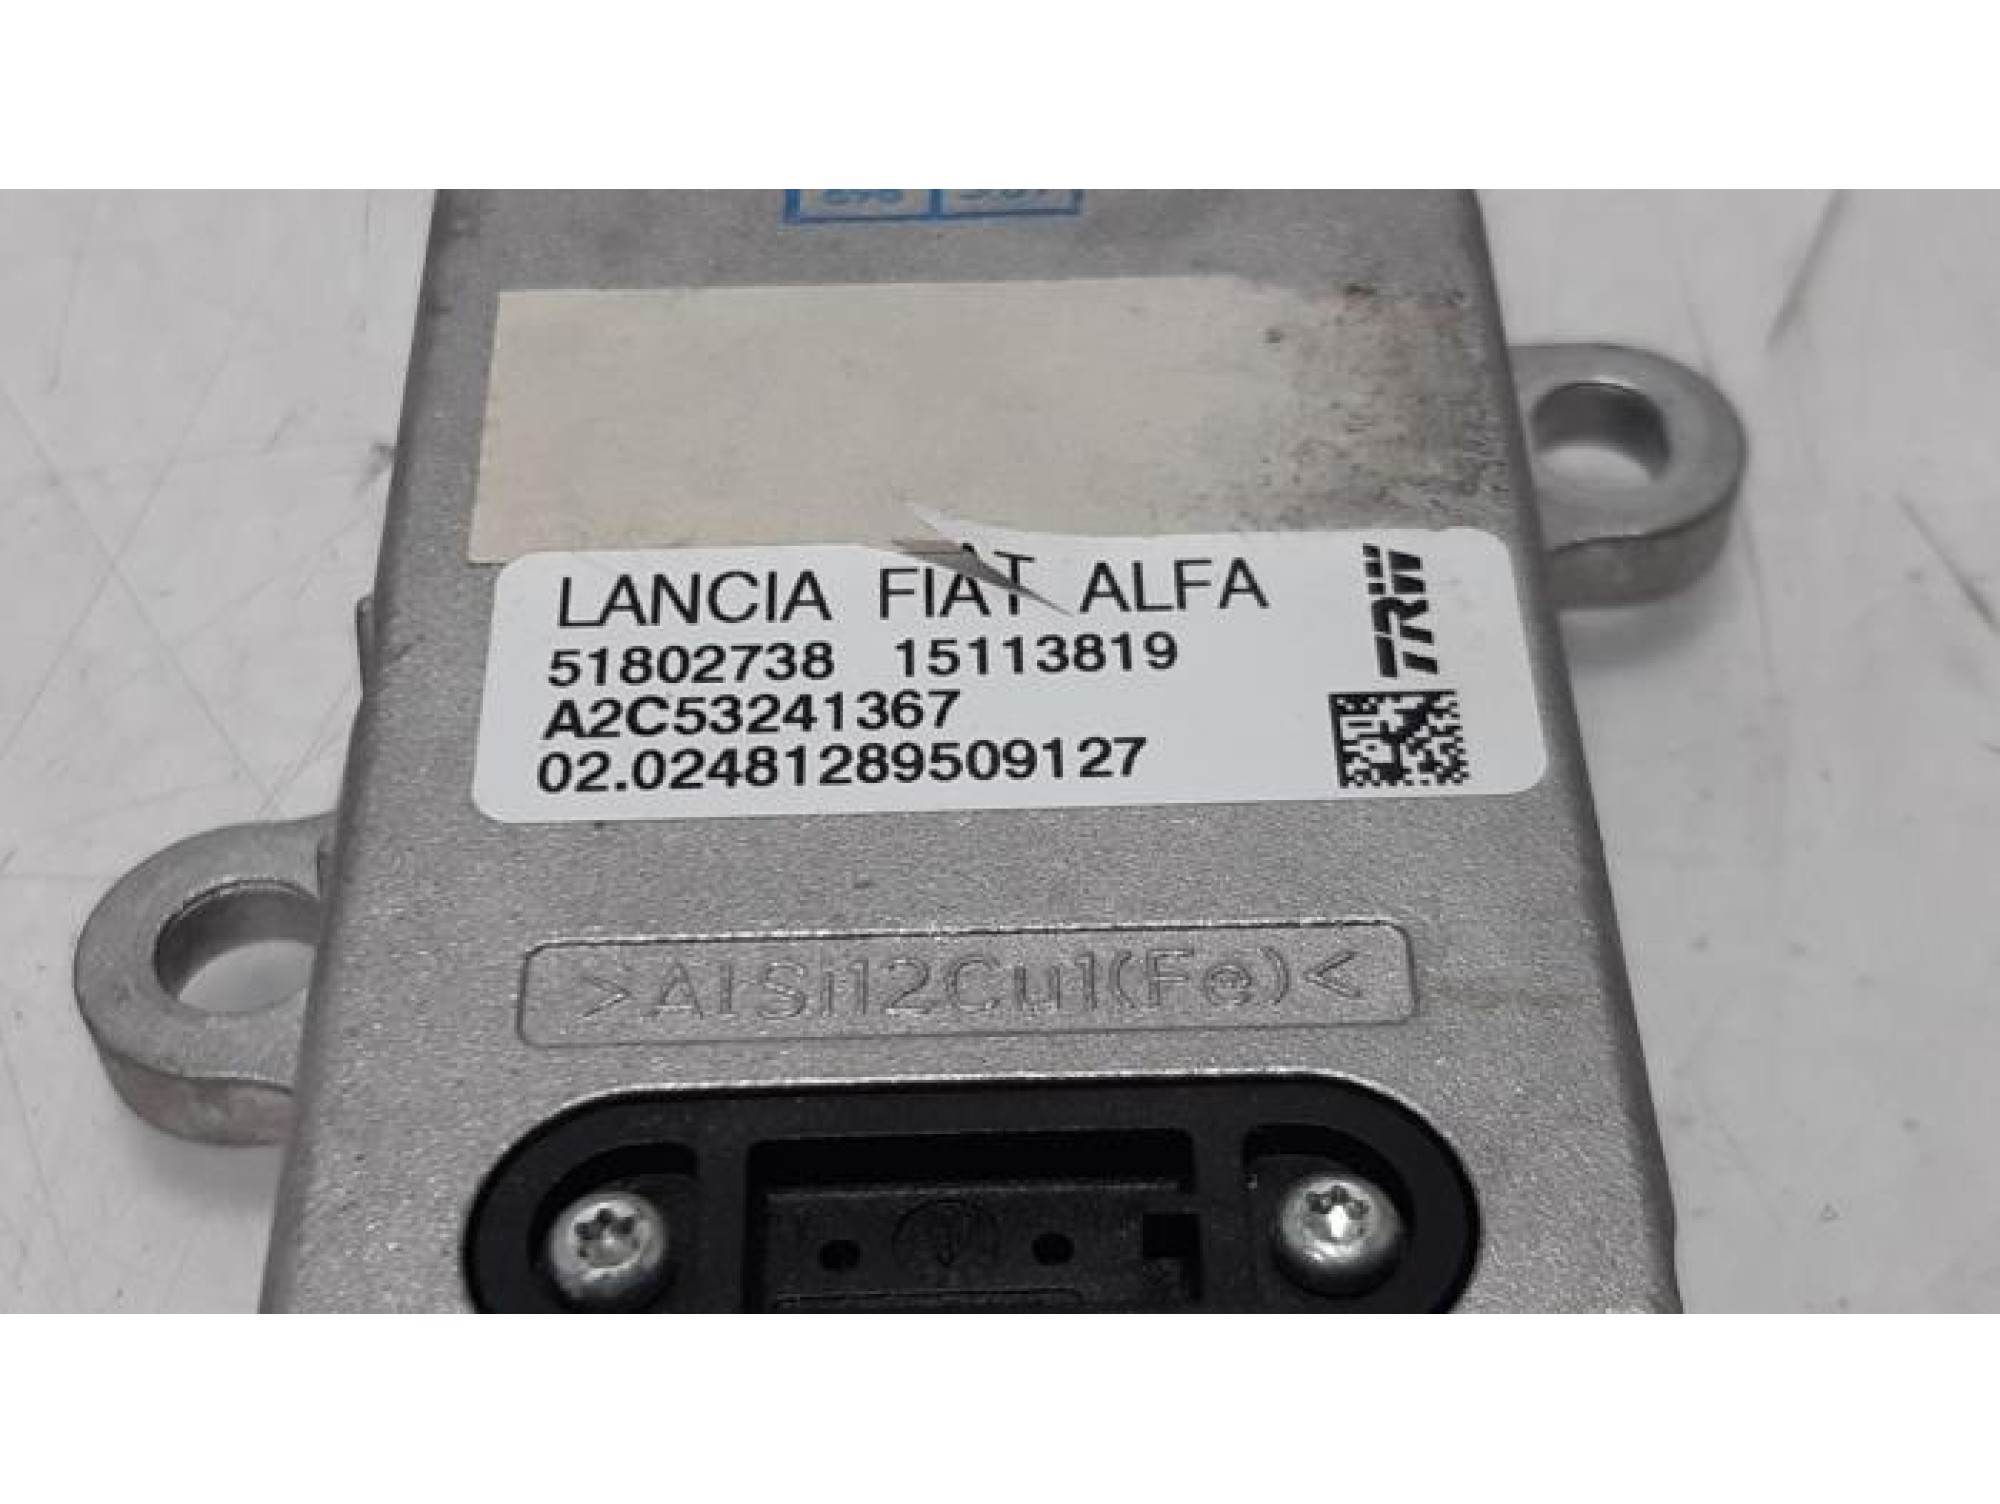 LANCIA FIAT ALFA
TRW
51802738 15113819
A2C53241367
02.02481289509127
>AlSi12Cu1(Fe)<